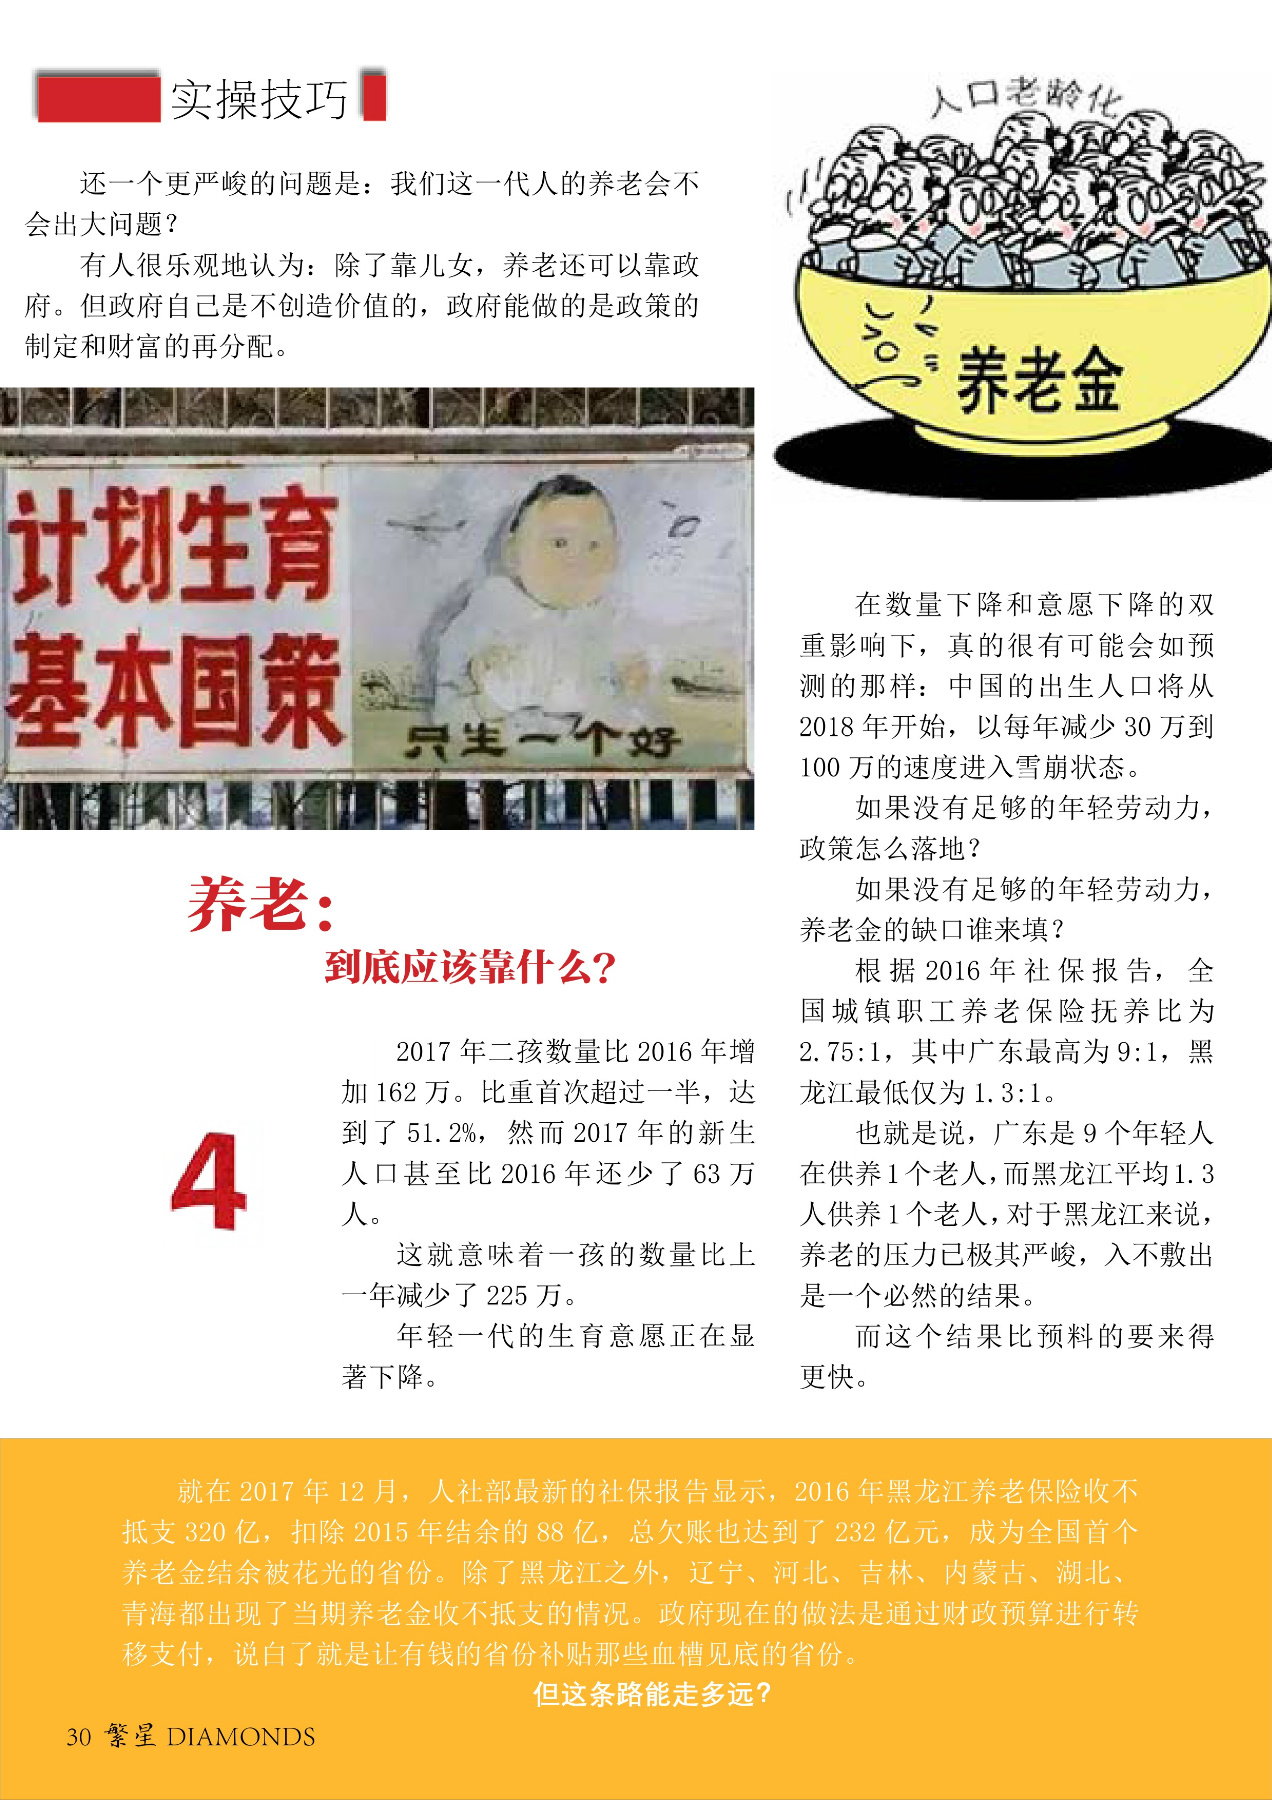 实操技巧
还一个更严峻的问题是：我们这一代人的养老会不
会出大问题？
有人很乐观地认为：除了靠儿女，养老还可以靠政
府。但政府自己是不创造价值的，政府能做的是政策的
制定和财富的再分配。
人口老龄化
养老金
计划生育
基本国策
只生一个好
养老：
到底应该靠什么？
4
2017 年二孩数量比 2016 年增
加 162 万。比重首次超过一半，达
到了 51.2%，然而 2017 年的新生
人口甚至比 2016 年还少了 63 万
人。
这就意味着一孩的数量比上
一年减少了 225 万。
年轻一代的生育意愿正在显
著下降。
在数量下降和意愿下降的双
重影响下，真的很有可能会如预
测的那样：中国的出生人口将从
2018 年开始，以每年减少 30 万到
100 万的速度进入雪崩状态。
如果没有足够的年轻劳动力，
政策怎么落地？
如果没有足够的年轻劳动力，
养老金的缺口谁来填？
根据 2016 年社保报告，全
国城镇职工养老保险抚养比为
2.75:1，其中广东最高为 9:1，黑
龙江最低仅为 1.3:1。
也就是说，广东是 9 个年轻人
在供养 1 个老人，而黑龙江平均 1.3
人供养 1 个老人，对于黑龙江来说，
养老的压力已极其严峻，入不敷出
是一个必然的结果。
而这个结果比预料的要来得
更快。
就在 2017 年 12 月，人社部最新的社保报告显示，2016 年黑龙江养老保险收不
抵支 320 亿，扣除 2015 年结余的 88 亿，总欠账也达到了 232 亿元，成为全国首个
养老金结余被花光的省份。除了黑龙江之外，辽宁、河北、吉林、内蒙古、湖北、
青海都出现了当期养老金收不抵支的情况。政府现在的做法是通过财政预算进行转
移支付，说白了就是让有钱的省份补贴那些血槽见底的省份。
但这条路能走多远？
30 繁星 DIAMONDS